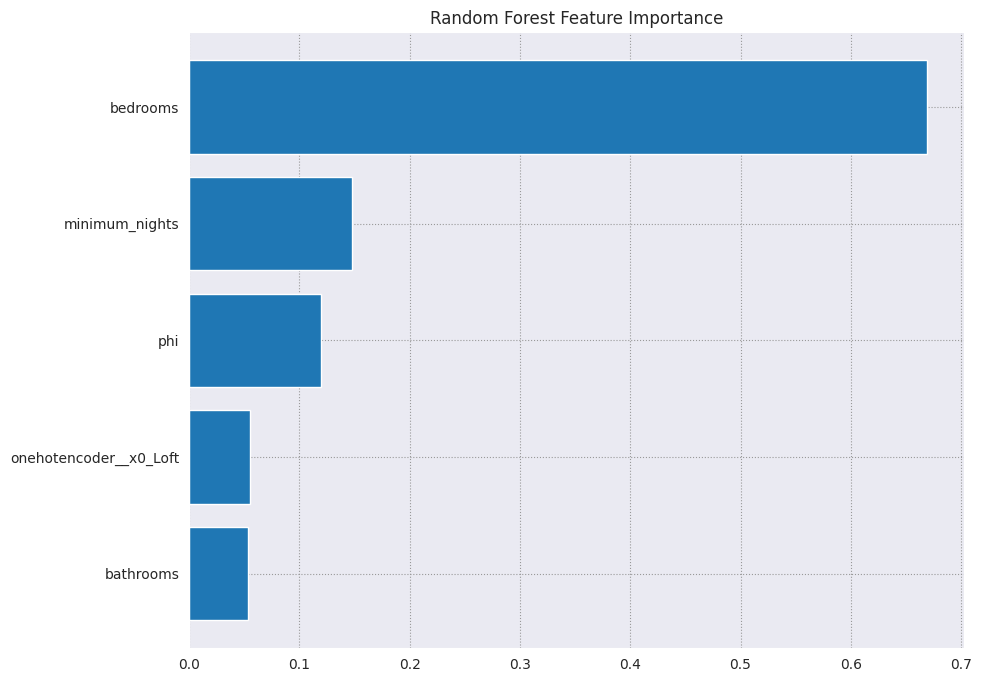 Random Forest Feature Importance
bedrooms
minimum_nights
phi
onehotencoder__x0_Loft
bathrooms
0.0 0.1 0.2 0.3 0.4 0.5 0.6 0.7